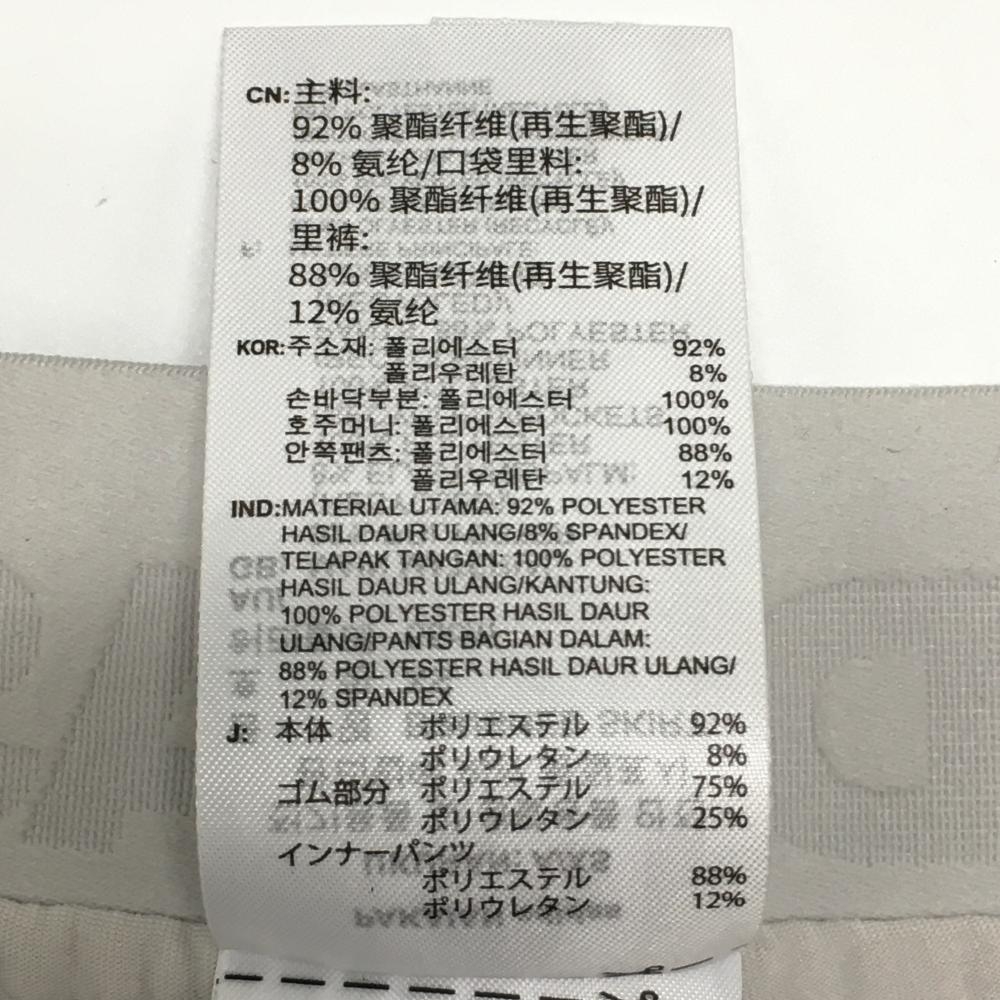 CN:主料:
92% 聚酯纤维(再生聚酯)/
8% 氨纶/口袋里料:
100% 聚酯纤维(再生聚酯)/
里裤:
88% 聚酯纤维(再生聚酯)/
12% 氨纶
KOR:주소재: 폴리에스터 92%
폴리우레탄 8%
손바닥부분: 폴리에스터 100%
호주머니: 폴리에스터 100%
안쪽팬츠: 폴리에스터 88%
폴리우레탄 12%
IND:MATERIAL UTAMA: 92% POLYESTER
HASIL DAUR ULANG/8% SPANDEX/
TELAPAK TANGAN: 100% POLYESTER
HASIL DAUR ULANG/KANTUNG:
100% POLYESTER HASIL DAUR
ULANG/PANTS BAGIAN DALAM:
88% POLYESTER HASIL DAUR ULANG/
12% SPANDEX
J: 本体 ポリエステル 92%
ポリウレタン 8%
ゴム部分 ポリエステル 75%
ポリウレタン 25%
インナーパンツ
ポリエステル 88%
ポリウレタン 12%